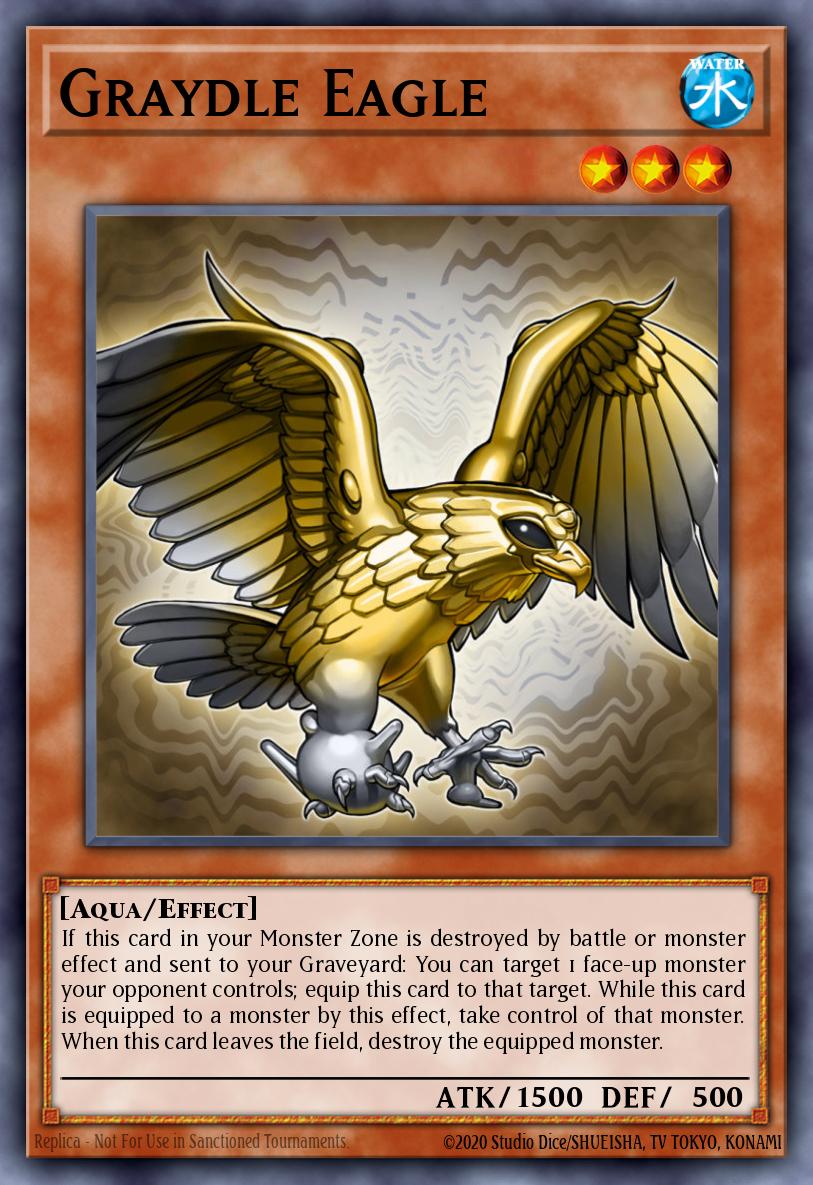 Graydle Eagle
WATER
水
[Aqua/Effect]
If this card in your Monster Zone is destroyed by battle or monster
effect and sent to your Graveyard: You can target 1 face-up monster
your opponent controls; equip this card to that target. While this card
is equipped to a monster by this effect, take control of that monster.
When this card leaves the field, destroy the equipped monster.
ATK/1500 DEF/ 500
Replica - Not For Use in Sanctioned Tournaments.
©2020 Studio Dice/SHUEISHA, TV TOKYO, KONAMI